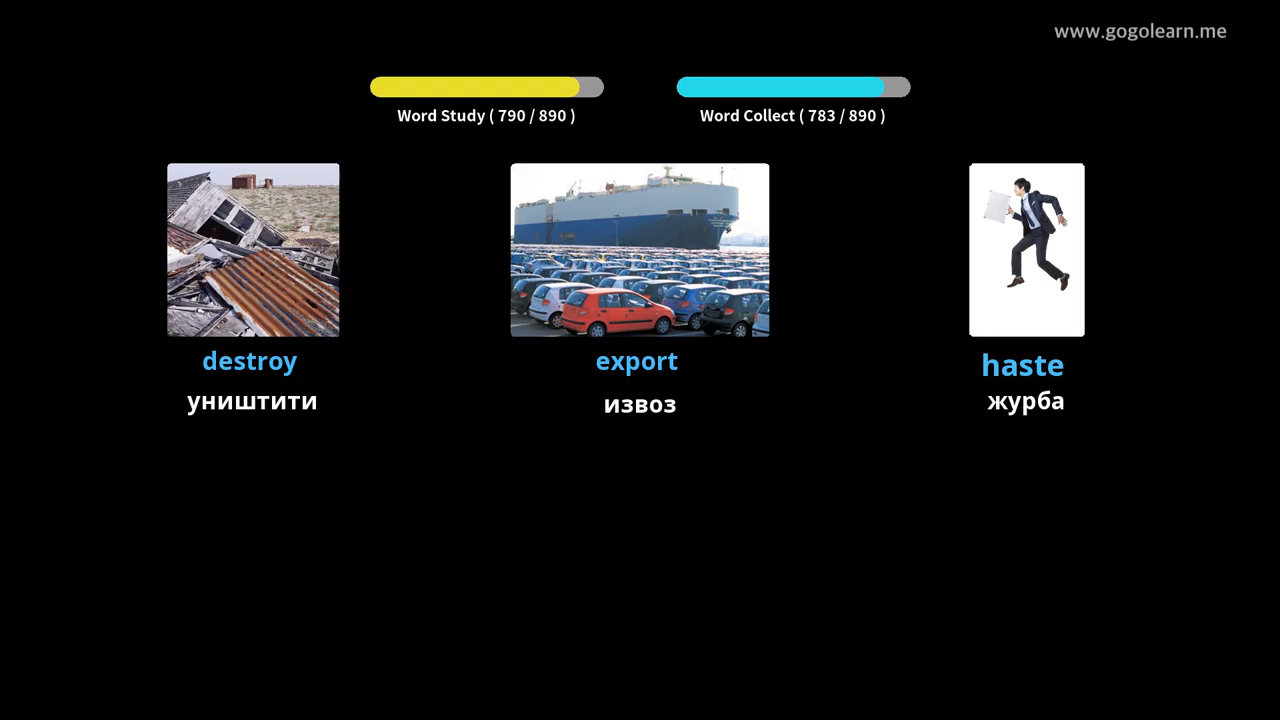 www.gogolearn.me
Word Study ( 790 / 890 )
Word Collect ( 783 / 890 )
destroy
export
haste
уништити
извоз
журба